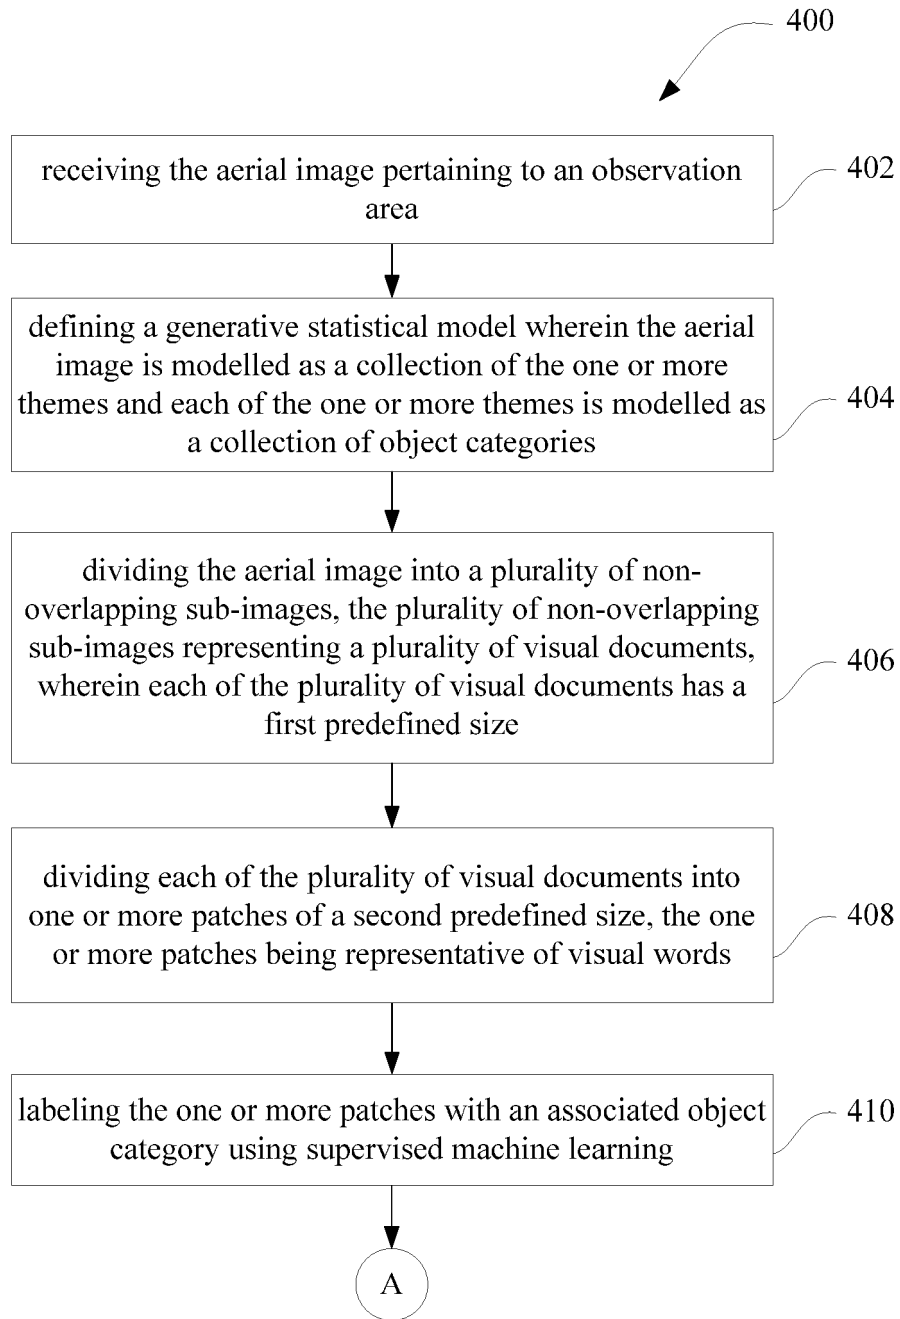 400
receiving the aerial image pertaining to an observation
area
402
defining a generative statistical model wherein the aerial
image is modelled as a collection of the one or more
themes and each of the one or more themes is modelled as
a collection of object categories
404
dividing the aerial image into a plurality of non-
overlapping sub-images, the plurality of non-overlapping
sub-images representing a plurality of visual documents,
wherein each of the plurality of visual documents has a
first predefined size
406
dividing each of the plurality of visual documents into
one or more patches of a second predefined size, the one
or more patches being representative of visual words
408
labeling the one or more patches with an associated object
category using supervised machine learning
410
A